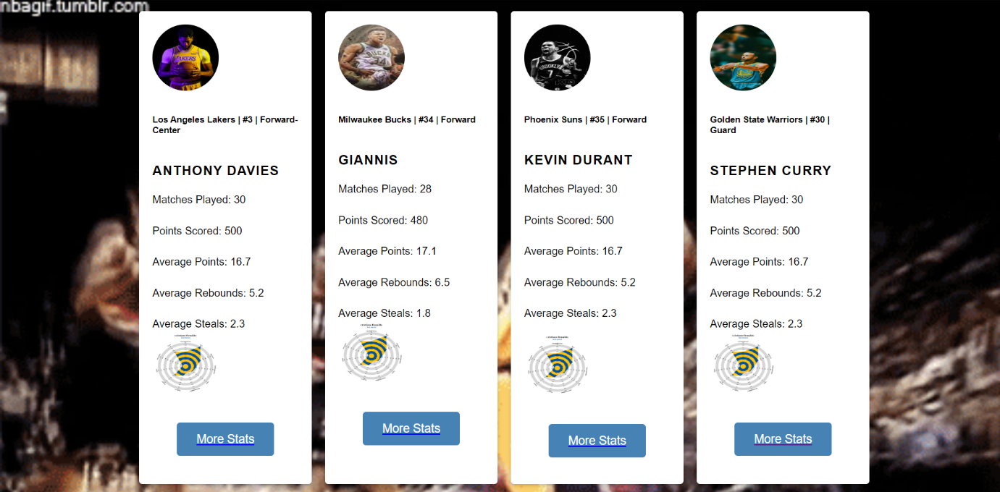 nbagif.tumblr.com
LAKERS
BUCKS
34
BROOKLYN
7
Los Angeles Lakers | #3 | Forward-
Center
ANTHONY DAVIES
Matches Played: 30
Points Scored: 500
Average Points: 16.7
Average Rebounds: 5.2
Average Steals: 2.3
More Stats
Milwaukee Bucks | #34 | Forward
GIANNIS
Matches Played: 28
Points Scored: 480
Average Points: 17.1
Average Rebounds: 6.5
Average Steals: 1.8
More Stats
Phoenix Suns | #35 | Forward
KEVIN DURANT
Matches Played: 30
Points Scored: 500
Average Points: 16.7
Average Rebounds: 5.2
Average Steals: 2.3
More Stats
Golden State Warriors | #30 |
Guard
STEPHEN CURRY
Matches Played: 30
Points Scored: 500
Average Points: 16.7
Average Rebounds: 5.2
Average Steals: 2.3
More Stats